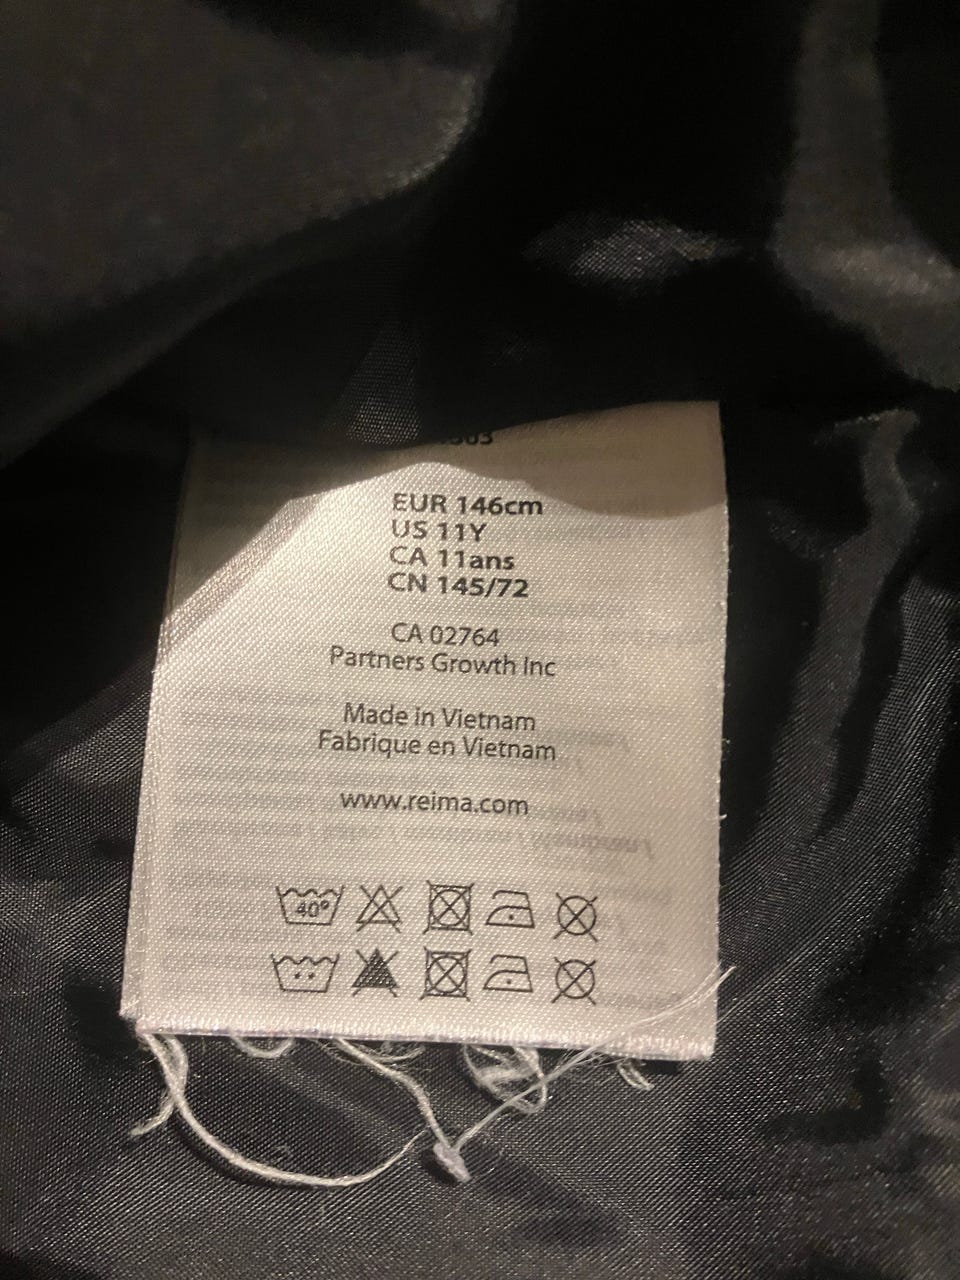 EUR 146cm
US 11Y
CA 11ans
CN 145/72
CA 02764
Partners Growth Inc
Made in Vietnam
Fabrique en Vietnam
www.reima.com
40°